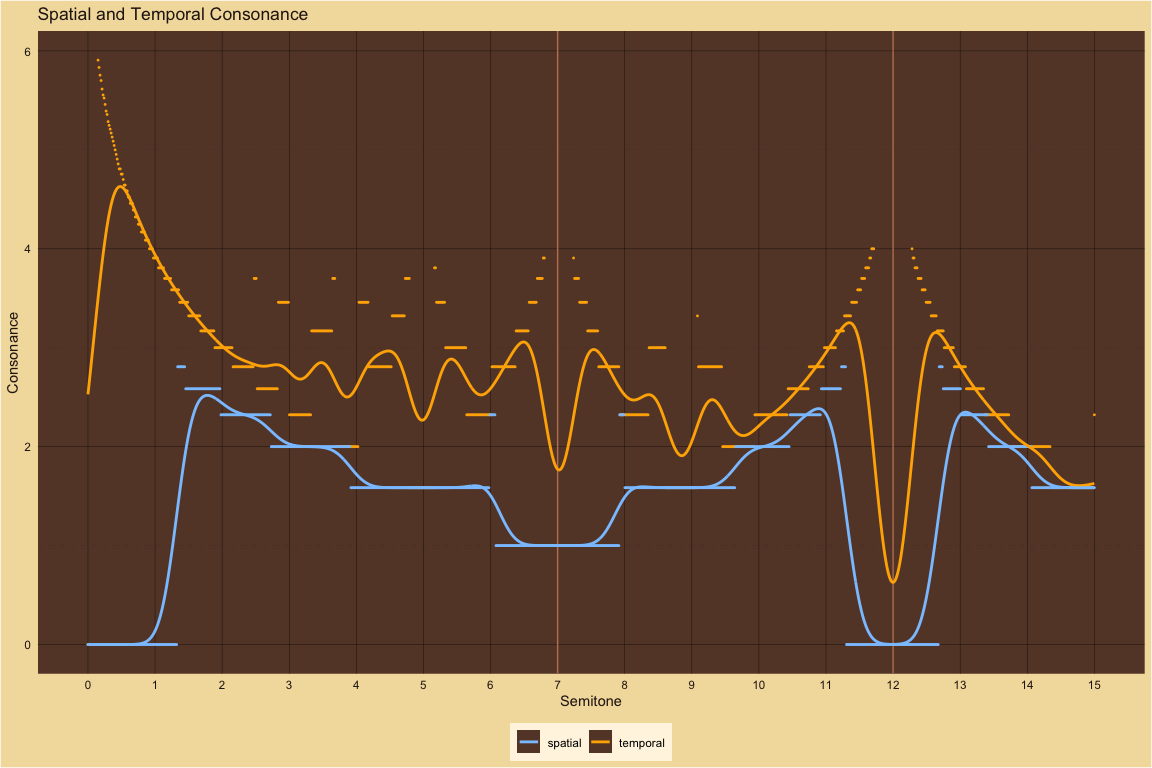 Spatial and Temporal Consonance
Consonance
6
4
2
0
0 1 2 3 4 5 6 7 8 9 10 11 12 13 14 15
Semitone
spatial temporal